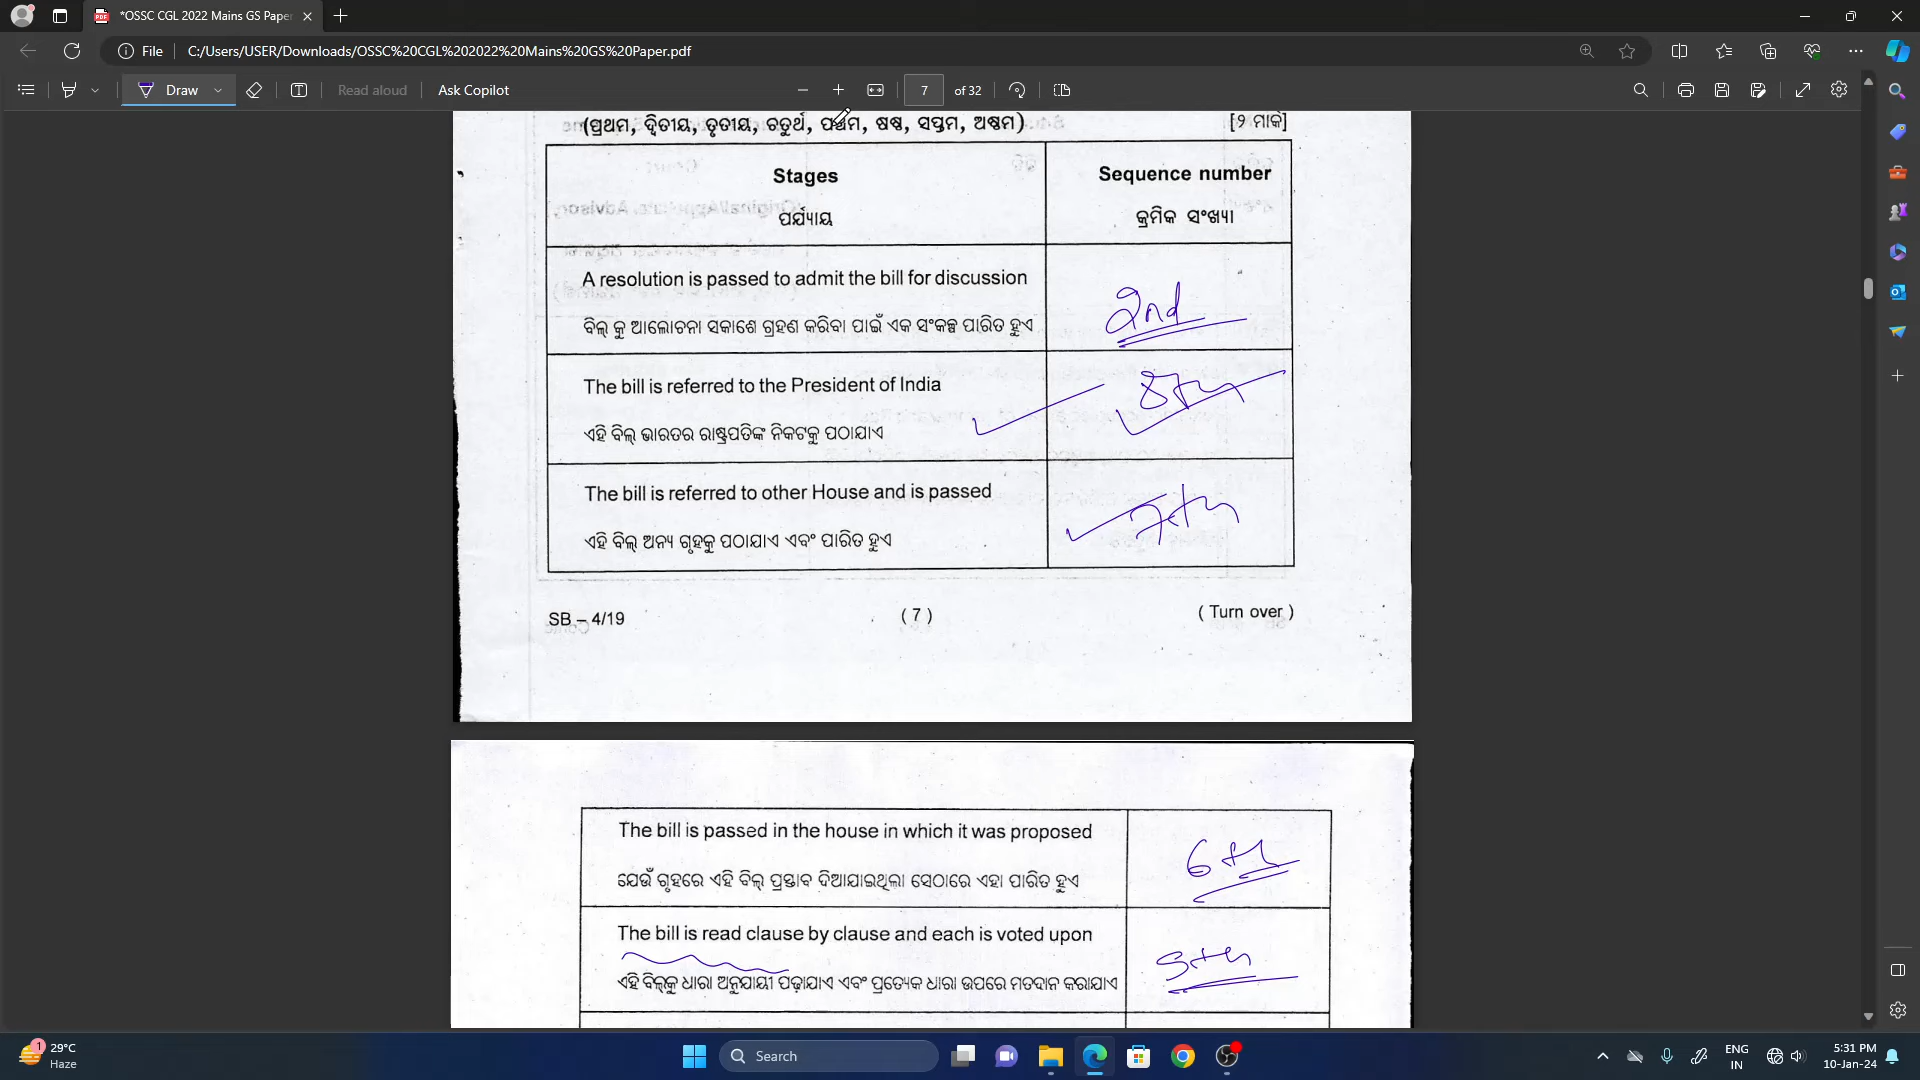 *OSSC CGL 2022 Mains GS Pape
File C:/Users/USER/Downloads/OSSC%20CGL%202022%20Mains%20GS%20Paper.pdf
Draw Read aloud Ask Copilot 7 of 32
(ପ୍ରଥମ, ଦ୍ୱିତୀୟ, ତୃତୀୟ, ଚତୁର୍ଥ, ପଞ୍ଚମ, ଷଷ୍ଠ, ସପ୍ତମ, ଅଷ୍ଟମ) [୨ ମାର୍କ]
Stages Sequence number
ପର୍ଯ୍ୟାୟ କ୍ରମିକ ସଂଖ୍ୟା
A resolution is passed to admit the bill for discussion
ବିଲ୍ କୁ ଆଲୋଚନା ସକାଶେ ଗ୍ରହଣ କରିବା ପାଇଁ ଏକ ସଂକଳ୍ପ ପାରିତ ହୁଏ
2nd
The bill is referred to the President of India
8th
ଏହି ବିଲ୍ ଭାରତର ରାଷ୍ଟ୍ରପତିଙ୍କ ନିକଟକୁ ପଠାଯାଏ
The bill is referred to other House and is passed
7th
ଏହି ବିଲ୍ ଅନ୍ୟ ଗୃହକୁ ପଠାଯାଏ ଏବଂ ପାରିତ ହୁଏ
SB – 4/19 ( 7 ) ( Turn over )
The bill is passed in the house in which it was proposed
6th
ଯେଉଁ ଗୃହରେ ଏହି ବିଲ୍ ପ୍ରସ୍ତାବ ଦିଆଯାଇଥିଲା ସେଠାରେ ଏହା ପାରିତ ହୁଏ
The bill is read clause by clause and each is voted upon
5th
ଏହି ବିଲ୍‌କୁ ଧାରା ଅନୁଯାୟୀ ପଢ଼ାଯାଏ ଏବଂ ପ୍ରତ୍ୟେକ ଧାରା ଉପରେ ମତଦାନ କରାଯାଏ
1 29°C
Haze
Search
ENG
IN
5:31 PM
10-Jan-24